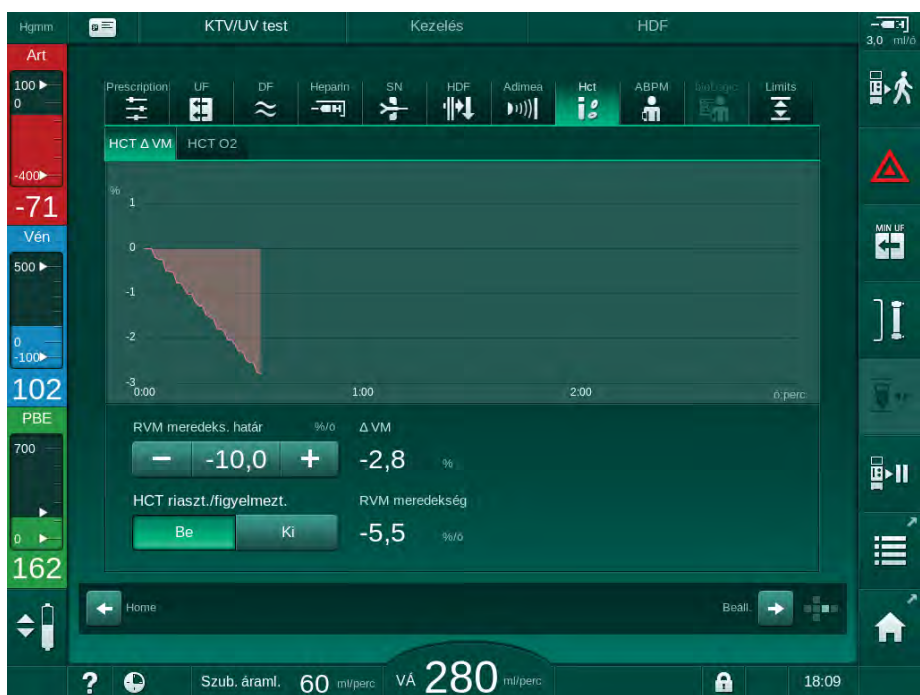 Hgmm
KTV/UV test
Kezelés
HDF
3,0 ml/ó
Art
100
0
-400
-71
Vén
500
0
-100
102
PBE
700
0
162
Prescription
UF
DF
Heparin
SN
HDF
Adimea
Hct
ABPM
Limits
HCT Δ VM
HCT O2
%
1
0
-1
-2
-3
0:00
1:00
2:00
ó:perc
RVM meredeks. határ %/ó
-10,0
Δ VM
-2,8 %
HCT riaszt./figyelmezt.
Be
Ki
RVM meredekség
-5,5 %/ó
Home
Beáll.
MIN UF
?
Szub. áraml. 60 ml/perc
VÁ 280 ml/perc
18:09